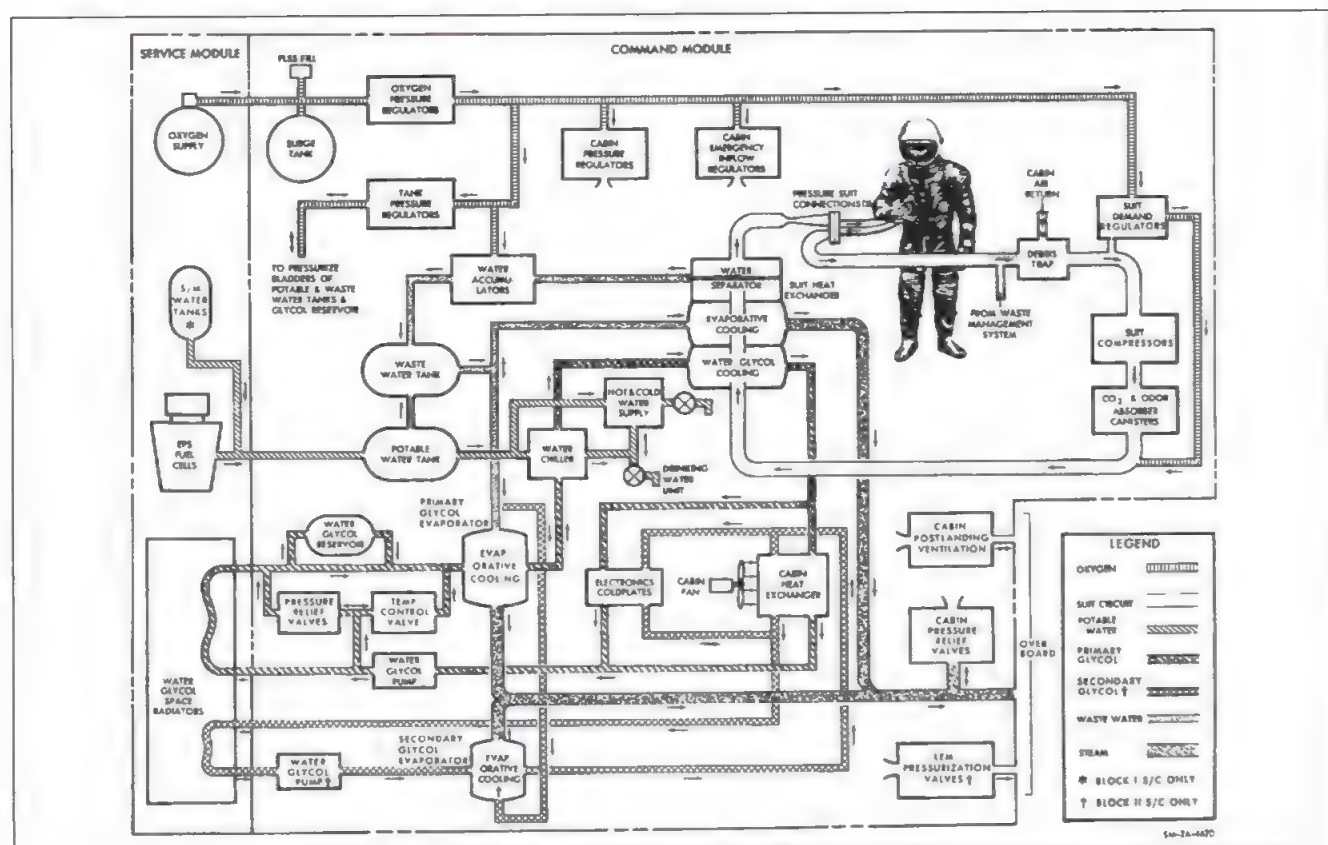 SERVICE MODULE
COMMAND MODULE
PLSS FILL
OXYGEN SUPPLY
SURGE TANK
OXYGEN
PRESSURE
REGULATORS
CABIN
PRESSURE
REGULATORS
CABIN
EMERGENCY
INFLOW
REGULATORS
TANK
PRESSURE
REGULATORS
PRESSURE SUIT
CONNECTIONS (3)
CABIN
AIR
RETURN
SUIT
DEMAND
REGULATORS
DEBRIS
TRAP
TO PRESSURIZE
BLADDERS OF
POTABLE & WASTE
WATER TANKS &
GLYCOL RESERVOIR
WATER
ACCUMU-
LATORS
WATER
SEPARATOR
SUIT HEAT
EXCHANGER
FROM WASTE
MANAGEMENT
SYSTEM
S/M
WATER
TANKS
*
EVAPORATIVE
COOLING
WATER GLYCOL
COOLING
SUIT
COMPRESSORS
WASTE
WATER TANK
HOT & COLD
WATER
SUPPLY
CO2 & ODOR
ABSORBER
CANISTERS
EPS
FUEL
CELLS
POTABLE
WATER TANK
WATER
CHILLER
DRINKING
WATER
UNIT
PRIMARY
GLYCOL
EVAPORATOR
WATER
GLYCOL
RESERVOIR
EVAP
ORATIVE
COOLING
PRESSURE
RELIEF
VALVES
TEMP
CONTROL
VALVE
ELECTRONICS
COLDPLATES
CABIN
FAN
CABIN
HEAT
EXCHANGER
CABIN
POSTLANDING
VENTILATION
CABIN
PRESSURE
RELIEF
VALVES
OVER
BOARD
WATER
GLYCOL
PUMP
WATER
GLYCOL
SPACE
RADIATORS
SECONDARY
GLYCOL
EVAPORATOR
WATER
GLYCOL
PUMP †
EVAP
ORATIVE
COOLING
LEM
PRESSURIZATION
VALVES †
LEGEND
OXYGEN
SUIT CIRCUIT
POTABLE
WATER
PRIMARY
GLYCOL
SECONDARY
GLYCOL †
WASTE WATER
STEAM
* BLOCK I S/C ONLY
† BLOCK II S/C ONLY
SM-2A-462D